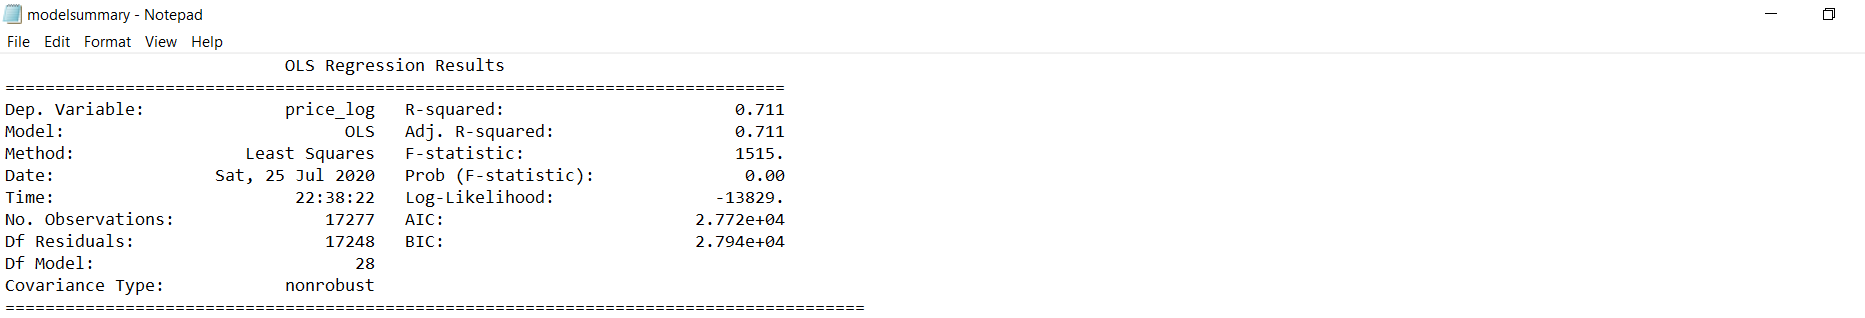 modelsummary - Notepad
File Edit Format View Help
OLS Regression Results
==============================================================================
Dep. Variable: price_log R-squared: 0.711
Model: OLS Adj. R-squared: 0.711
Method: Least Squares F-statistic: 1515.
Date: Sat, 25 Jul 2020 Prob (F-statistic): 0.00
Time: 22:38:22 Log-Likelihood: -13829.
No. Observations: 17277 AIC: 2.772e+04
Df Residuals: 17248 BIC: 2.794e+04
Df Model: 28
Covariance Type: nonrobust
======================================================================================